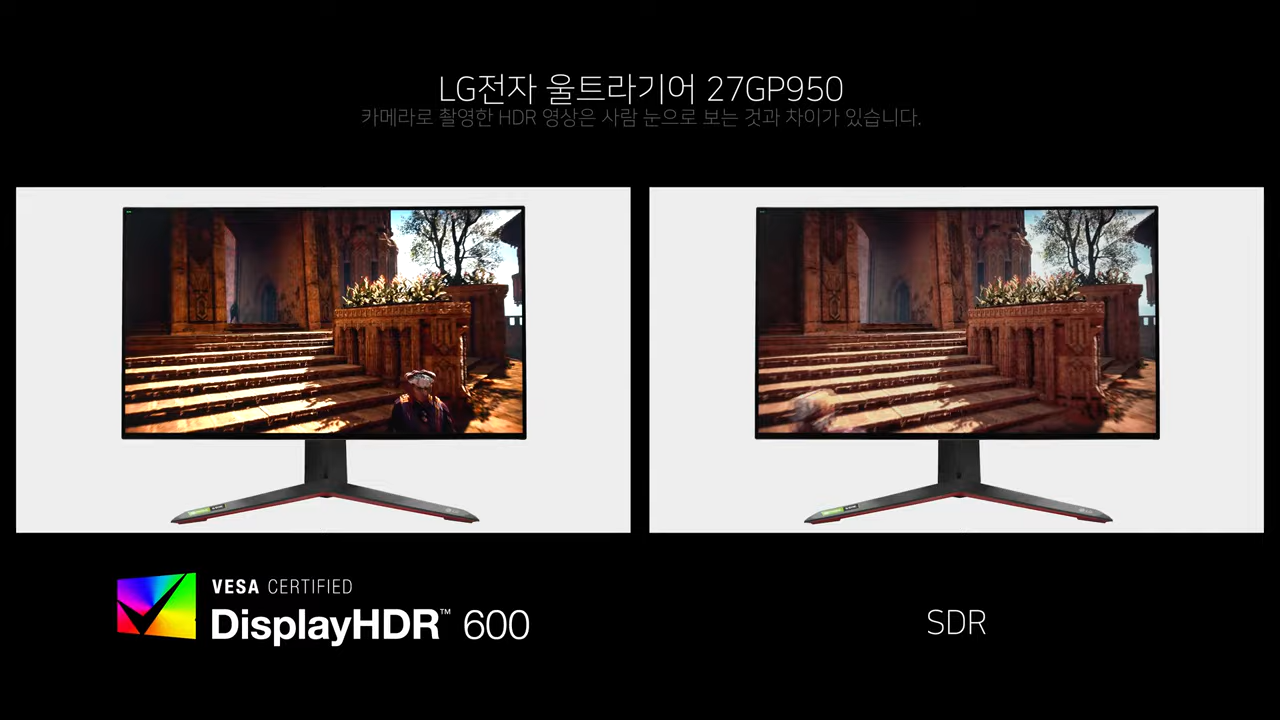 LG전자 울트라기어 27GP950
카메라로 촬영한 HDR 영상은 사람 눈으로 보는 것과 차이가 있습니다.
VESA CERTIFIED
DisplayHDR™ 600
SDR